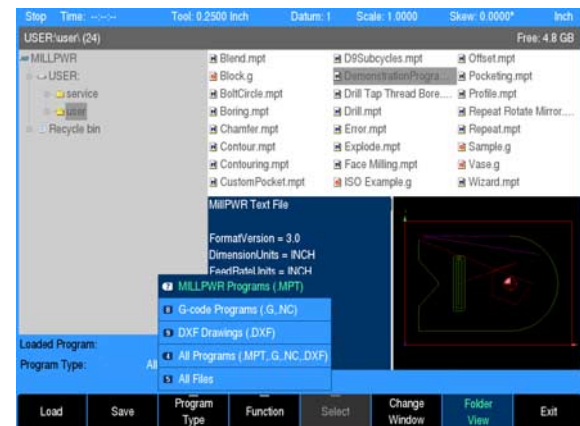 Stop Time: --:--:-- Tool: 0.2500 Inch Datum: 1 Scale: 1.0000 Skew: 0.0000° Inch
USER:\user\ (24) Free: 4.8 GB
MILLPWR
USER:
service
user
Recycle bin
Blend.mpt
Block.g
BoltCircle.mpt
Boring.mpt
Chamfer.mpt
Contour.mpt
Contouring.mpt
CustomPocket.mpt
D9Subcycles.mpt
DemonstrationProgra...
Drill Tap Thread Bore....
Drill.mpt
Error.mpt
Explode.mpt
Face Milling.mpt
ISO Example.g
Offset.mpt
Pocketing.mpt
Profile.mpt
Repeat Rotate Mirror....
Repeat.mpt
Sample.g
Vase.g
Wizard.mpt
MillPWR Text File
FormatVersion = 3.0
DimensionUnits = INCH
FeedRateUnits = INCH
MILLPWR Programs (.MPT)
G-code Programs (.G,.NC)
DXF Drawings (.DXF)
All Programs (.MPT,.G,.NC,.DXF)
5 All Files
Loaded Program:
Program Type: All
Load Save Program Type Function Select Change Window Folder View Exit